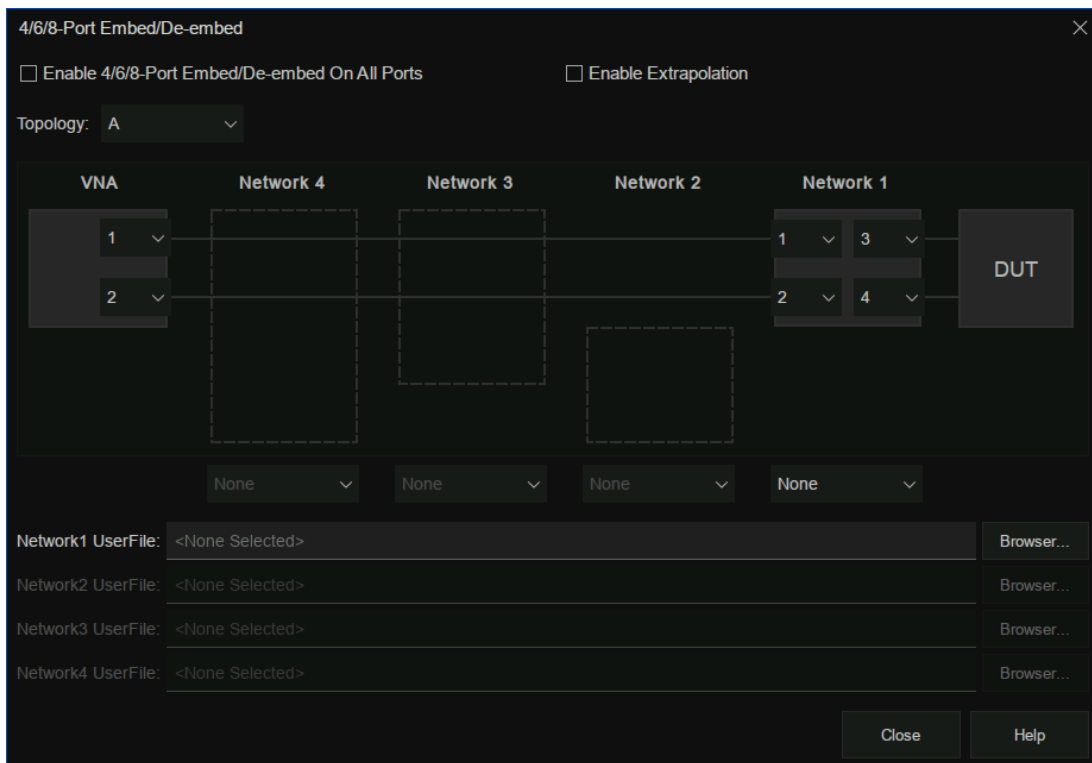 4/6/8-Port Embed/De-embed
Enable 4/6/8-Port Embed/De-embed On All Ports Enable Extrapolation
Topology: A
VNA Network 4 Network 3 Network 2 Network 1
1 1 3
DUT
2 2 4
None None None None
Network1 UserFile: <None Selected> Browser...
Network2 UserFile: <None Selected> Browser...
Network3 UserFile: <None Selected> Browser...
Network4 UserFile: <None Selected> Browser...
Close Help